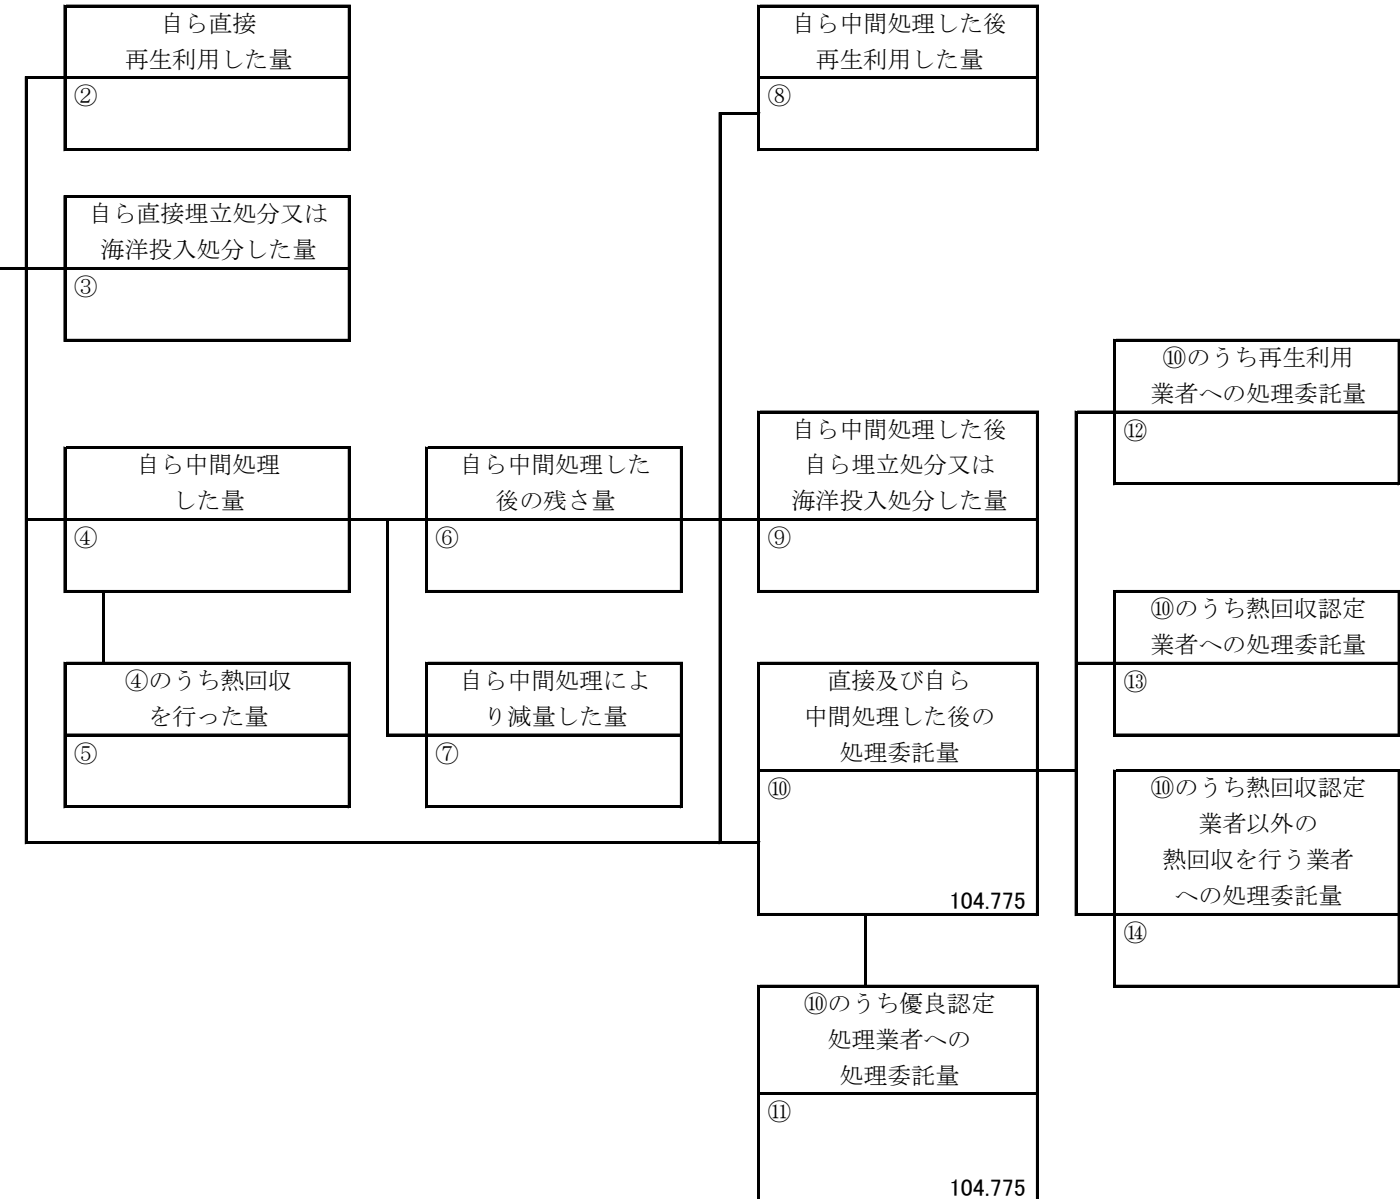 自ら直接
再生利用した量
②
自ら中間処理した後
再生利用した量
⑧
自ら直接埋立処分又は
海洋投入処分した量
③
⑩のうち再生利用
業者への処理委託量
⑫
自ら中間処理
した量
④
自ら中間処理した
後の残さ量
⑥
自ら中間処理した後
自ら埋立処分又は
海洋投入処分した量
⑨
⑩のうち熱回収認定
業者への処理委託量
⑬
④のうち熱回収
を行った量
⑤
自ら中間処理によ
り減量した量
⑦
直接及び自ら
中間処理した後の
処理委託量
⑩
104.775
⑩のうち熱回収認定
業者以外の
熱回収を行う業者
への処理委託量
⑭
⑩のうち優良認定
処理業者への
処理委託量
⑪
104.775